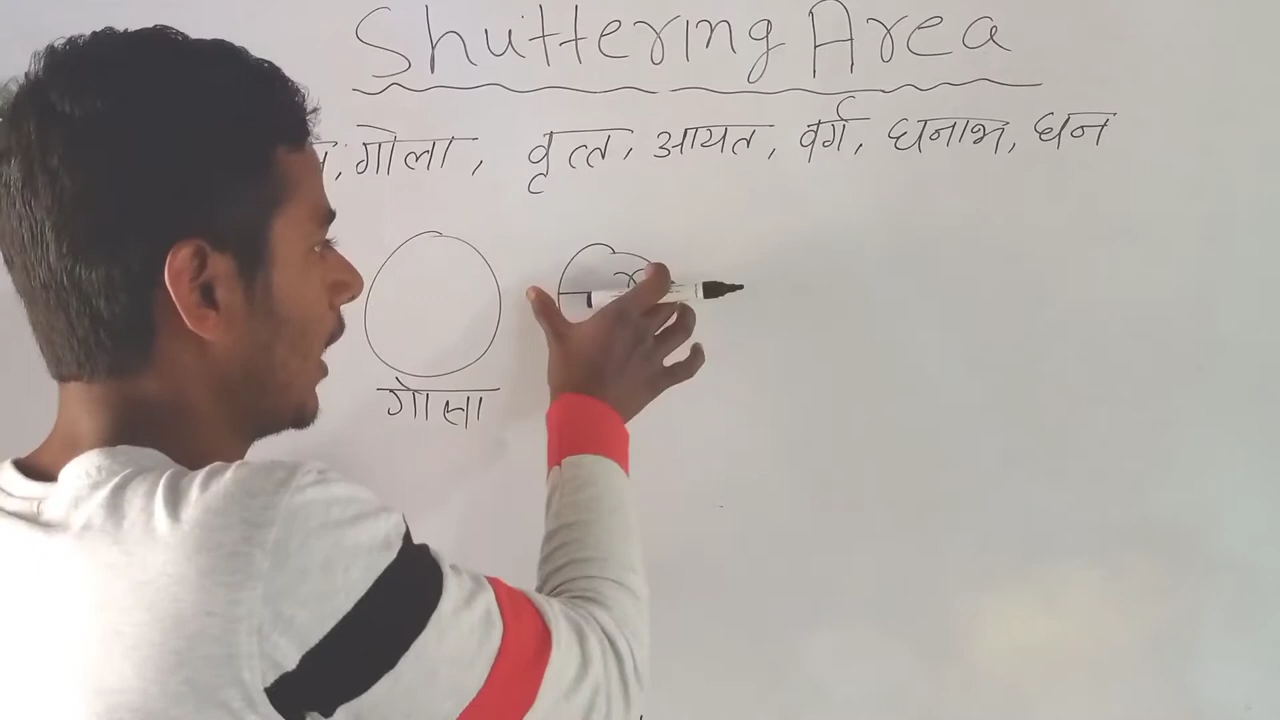 Shuttering Area
, गोला, वृत्त, आयत, वर्ग, घनाभ, घन
r
गोला